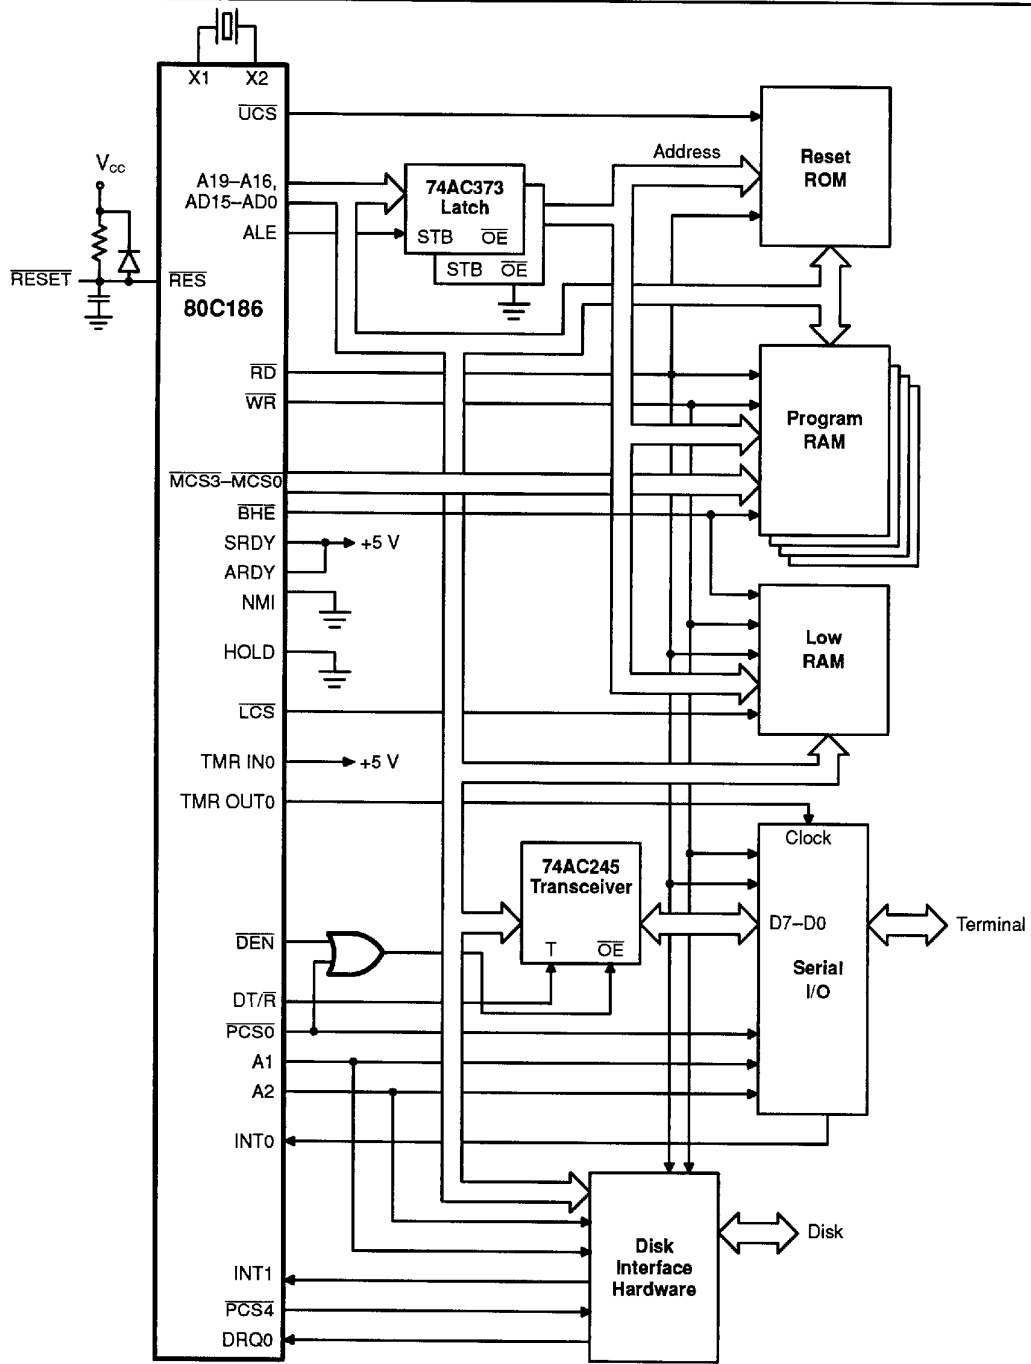 X1 X2
UCS
Address
Reset
ROM
VCC
A19–A16,
AD15–AD0
ALE
74AC373
Latch
STB OE
STB OE
RESET
RES
80C186
RD
WR
Program
RAM
MCS3–MCS0
BHE
SRDY
+5 V
ARDY
NMI
HOLD
Low
RAM
LCS
TMR IN0
+5 V
TMR OUT0
Clock
74AC245
Transceiver
T OE
D7–D0
Serial
I/O
Terminal
DEN
DT/R
PCS0
A1
A2
INT0
Disk
Interface
Hardware
Disk
INT1
PCS4
DRQ0